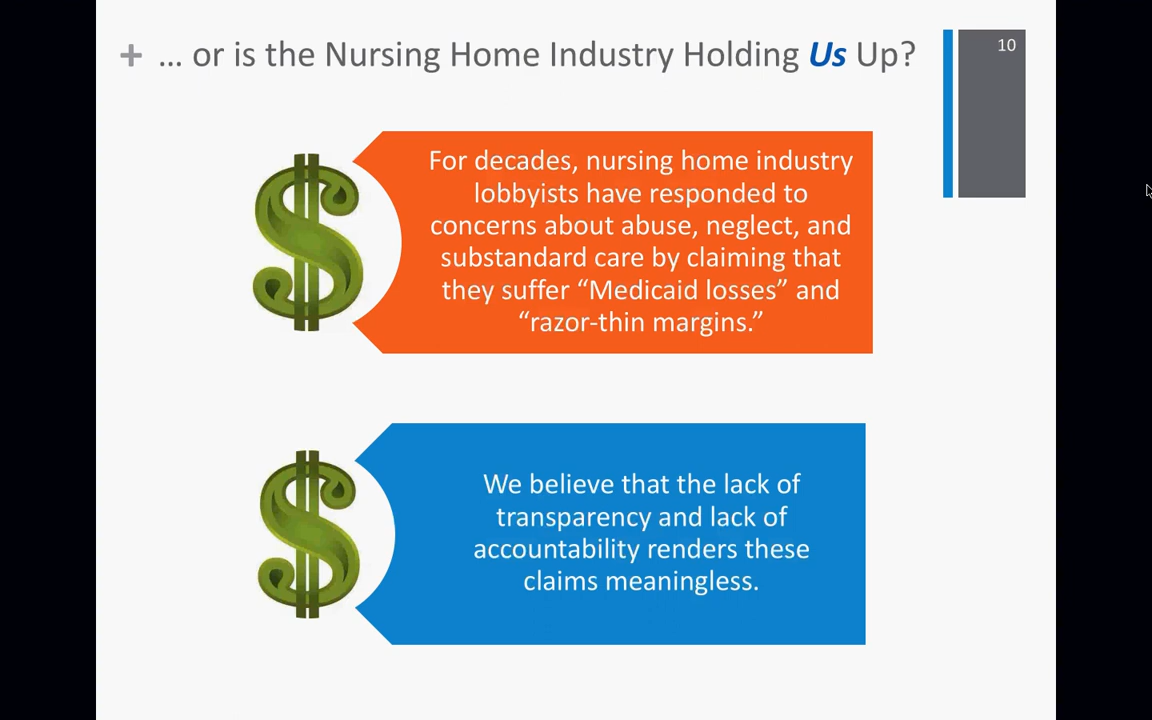 + ... or is the Nursing Home Industry Holding Us Up?
10
For decades, nursing home industry
lobbyists have responded to
concerns about abuse, neglect, and
substandard care by claiming that
they suffer “Medicaid losses” and
“razor-thin margins.”
We believe that the lack of
transparency and lack of
accountability renders these
claims meaningless.